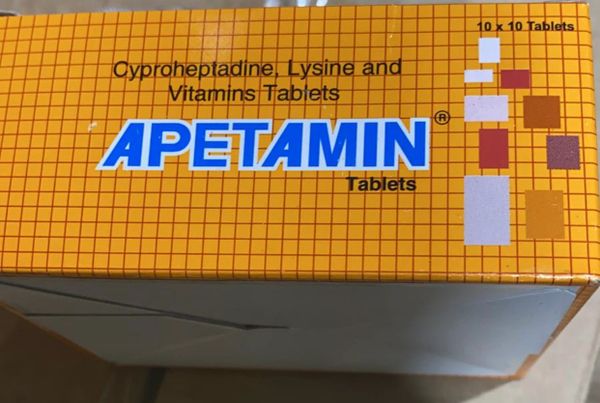 10 x 10 Tablets
Cyproheptadine, Lysine and
Vitamins Tablets
APETAMIN®
Tablets